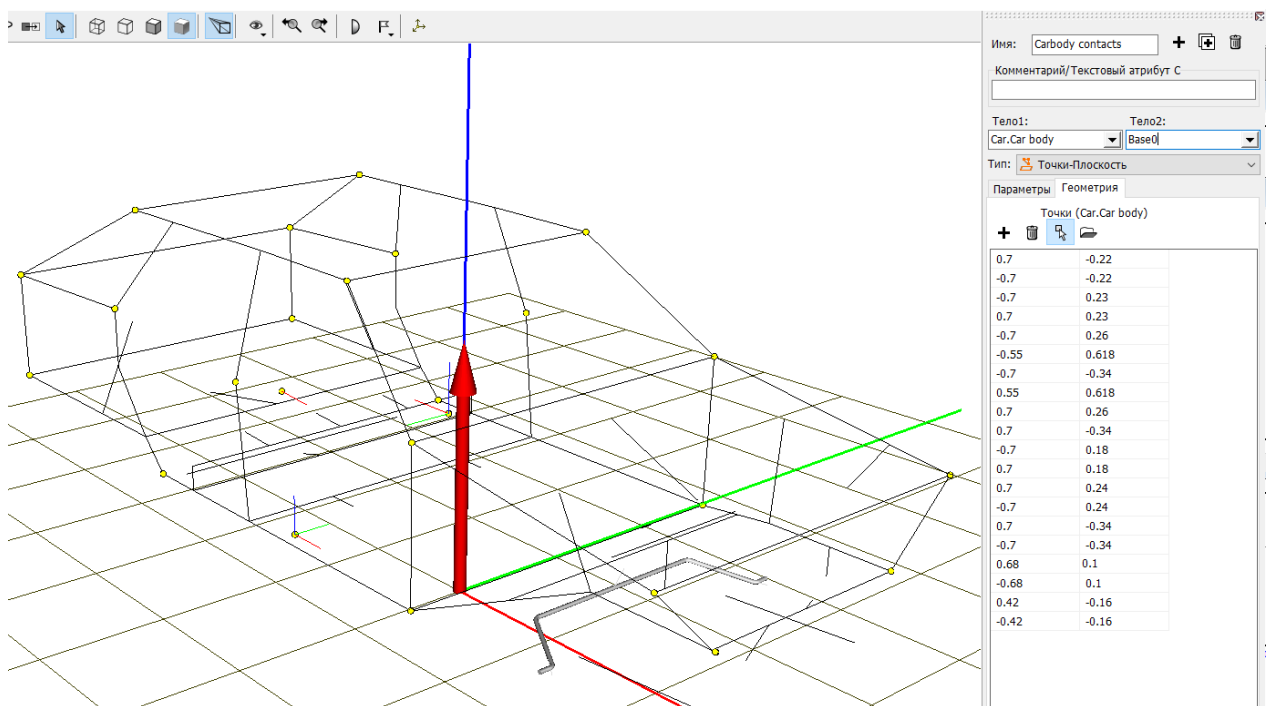 Имя: Carbody contacts
Комментарий/Текстовый атрибут C
Тело1: Тело2:
Car.Car body Base0
Тип: Точки-Плоскость
Параметры Геометрия
Точки (Car.Car body)
0.7 -0.22
-0.7 -0.22
-0.7 0.23
0.7 0.23
-0.7 0.26
-0.55 0.618
-0.7 -0.34
0.55 0.618
0.7 0.26
0.7 -0.34
-0.7 0.18
0.7 0.18
0.7 0.24
-0.7 0.24
0.7 -0.34
-0.7 -0.34
0.68 0.1
-0.68 0.1
0.42 -0.16
-0.42 -0.16